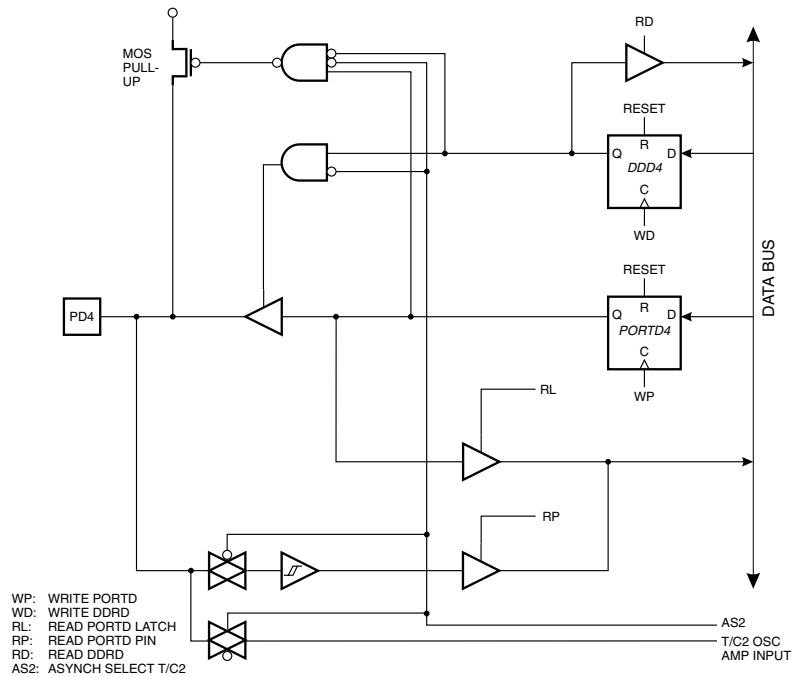 RD
MOS
PULL-
UP
RESET
R
Q
D
DDD4
C
WD
DATA BUS
RESET
R
PD4
Q
D
PORTD4
C
WP
RL
RP
WP: WRITE PORTD
WD: WRITE DDRD
RL: READ PORTD LATCH
RP: READ PORTD PIN
RD: READ DDRD
AS2: ASYNCH SELECT T/C2
AS2
T/C2 OSC
AMP INPUT